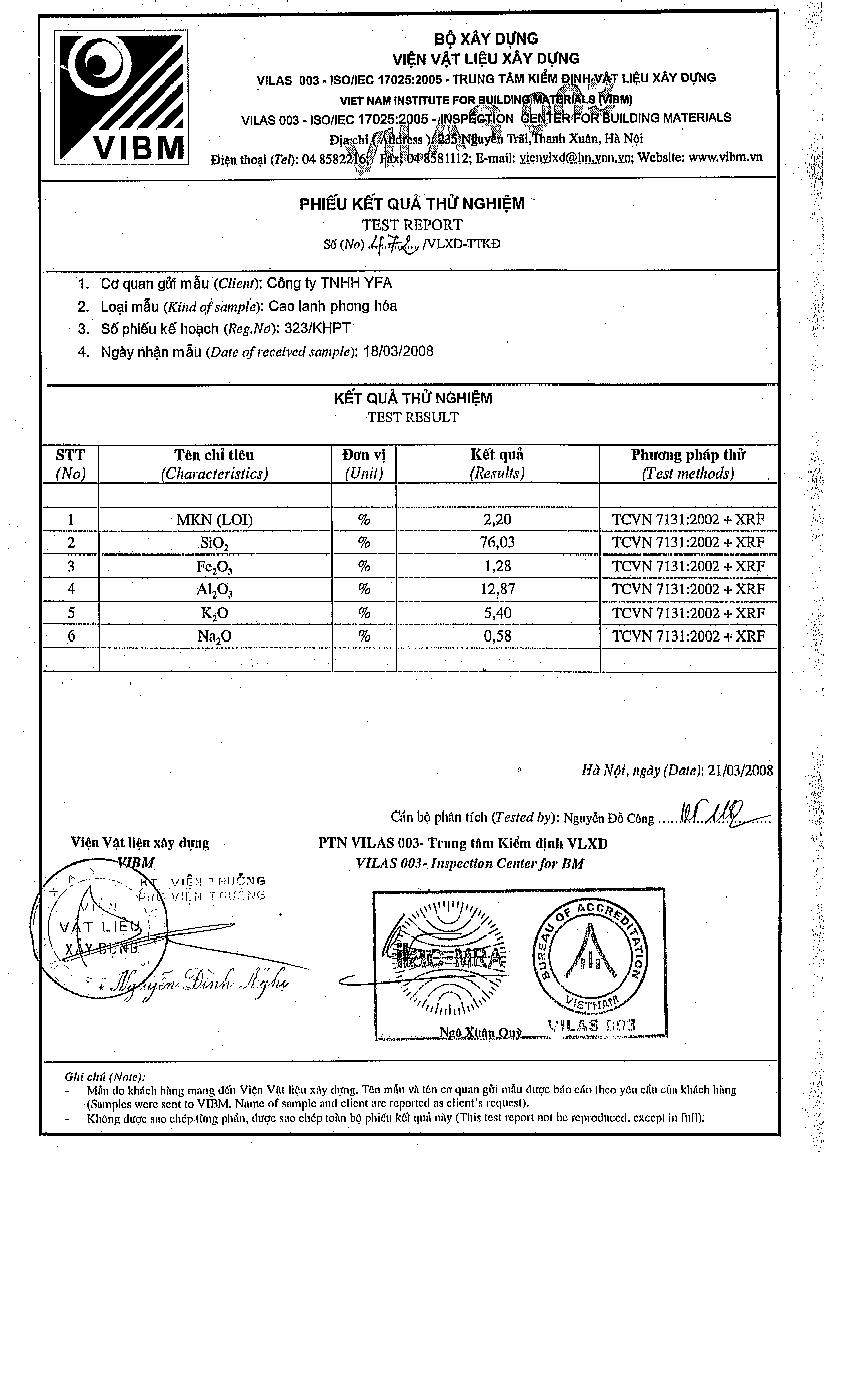 VIBM
BỘ XÂY DỰNG
VIỆN VẬT LIỆU XÂY DỰNG
VILAS 003 - ISO/IEC 17025:2005 - TRUNG TÂM KIỂM ĐỊNH VẬT LIỆU XÂY DỰNG
VIET NAM INSTITUTE FOR BUILDING MATERIALS (VIBM)
VILAS 003 - ISO/IEC 17025:2005 - INSPECTION CENTER FOR BUILDING MATERIALS
VILAS 003
Địa chỉ (Address): 235 Nguyễn Trãi, Thanh Xuân, Hà Nội
Điện thoại (Tel): 04 8582216; Fax: 04 8581112; E-mail: vienvlxd@hn.vnn.vn; Website: www.vibm.vn
PHIẾU KẾT QUẢ THỬ NGHIỆM
TEST REPORT
Số (No) /VLXD-TTKĐ
1. Cơ quan gửi mẫu (Client): Công ty TNHH YFA
2. Loại mẫu (Kind of sample): Cao lanh phong hóa
3. Số phiếu kế hoạch (Reg.No): 323/KHPT
4. Ngày nhận mẫu (Date of received sample): 18/03/2008
KẾT QUẢ THỬ NGHIỆM
TEST RESULT
STT Tên chỉ tiêu Đơn vị Kết quả Phương pháp thử
(No) (Characteristics) (Unit) (Results) (Test methods)
1 MKN (LOI) % 2,20 TCVN 7131:2002 + XRF
2 SiO₂ % 76,03 TCVN 7131:2002 + XRF
3 Fe₂O₃ % 1,28 TCVN 7131:2002 + XRF
4 Al₂O₃ % 12,87 TCVN 7131:2002 + XRF
5 K₂O % 5,40 TCVN 7131:2002 + XRF
6 Na₂O % 0,58 TCVN 7131:2002 + XRF
Hà Nội, ngày (Date): 21/03/2008
Cán bộ phân tích (Tested by): Nguyễn Đỗ Công
Viện Vật liệu xây dựng
VIBM
KT. VIỆN TRƯỞNG
PHÓ VIỆN TRƯỞNG
VIỆN
VẬT LIỆU
XÂY DỰNG
Nguyễn Đình Nghị
PTN VILAS 003- Trung tâm Kiểm định VLXD
VILAS 003- Inspection Center for BM
ilac-MRA
BUREAU OF ACCREDITATION
VIETNAM
VILAS 003
Ngô Xuân Quý
Ghi chú (Note):
- Mẫu do khách hàng mang đến Viện Vật liệu xây dựng. Tên mẫu và tên cơ quan gửi mẫu được báo cáo theo yêu cầu của khách hàng
(Samples were sent to VIBM. Name of sample and client are reported as client's request).
- Không được sao chép từng phần, được sao chép toàn bộ phiếu kết quả này (This test report not be reproduced, except in full).